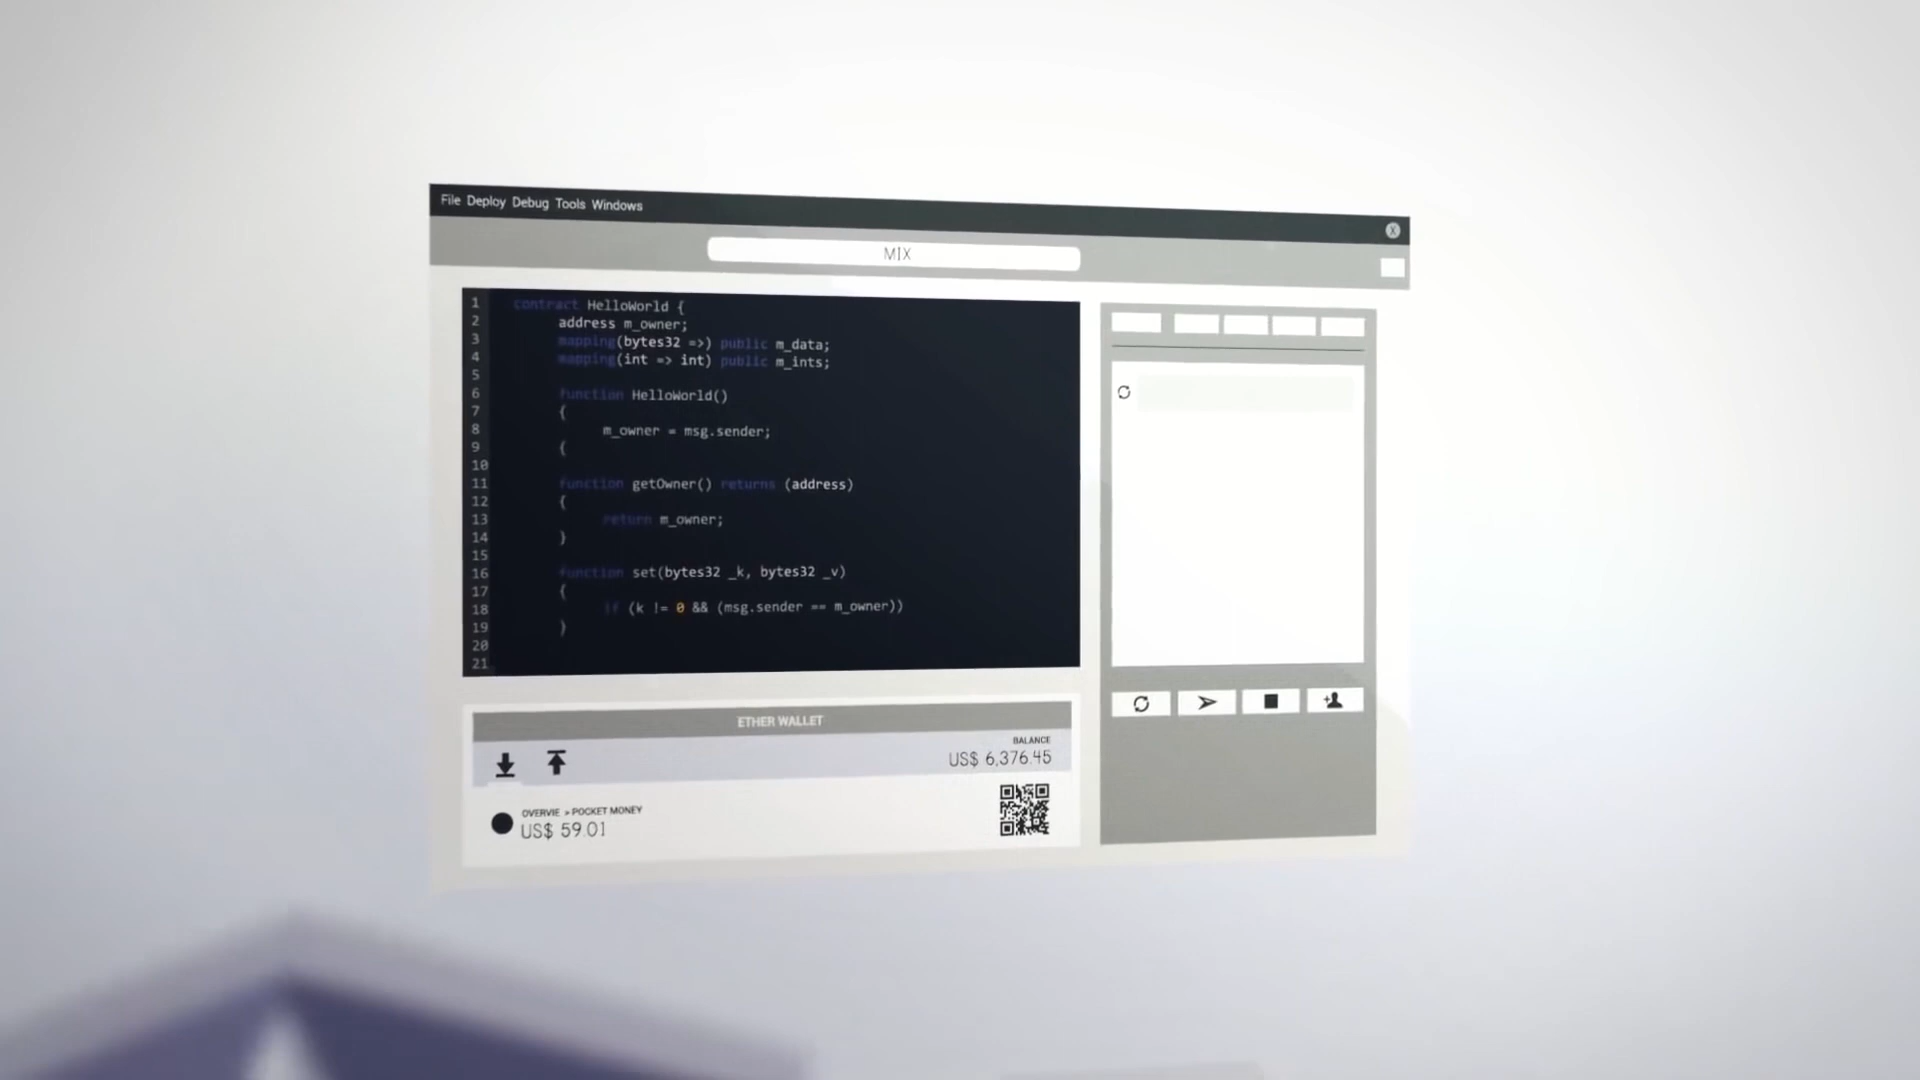 File Deploy Debug Tools Windows
X
MIX
1 contract HelloWorld {
2 address m_owner;
3 mapping(bytes32 =>) public m_data;
4 mapping(int => int) public m_ints;
5
6 function HelloWorld()
7 {
8 m_owner = msg.sender;
9 {
10
11 function getOwner() returns (address)
12 {
13 return m_owner;
14 }
15
16 function set(bytes32 _k, bytes32 _v)
17 {
18 if (k != 0 && (msg.sender == m_owner))
19 }
20
21
ETHER WALLET
BALANCE
US$ 6,376.45
OVERVIE > POCKET MONEY
US$ 59.01